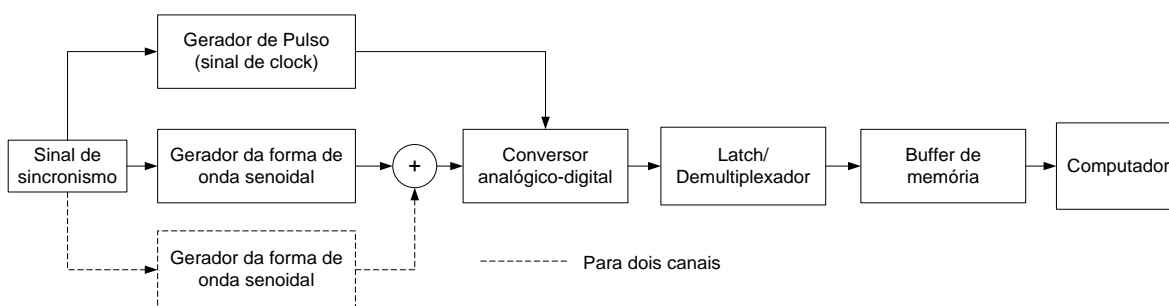 Gerador de Pulso
(sinal de clock)
Sinal de
sincronismo
Gerador da forma de
onda senoidal
+
Conversor
analógico-digital
Latch/
Demultiplexador
Buffer de
memória
Computador
Gerador da forma de
onda senoidal
Para dois canais